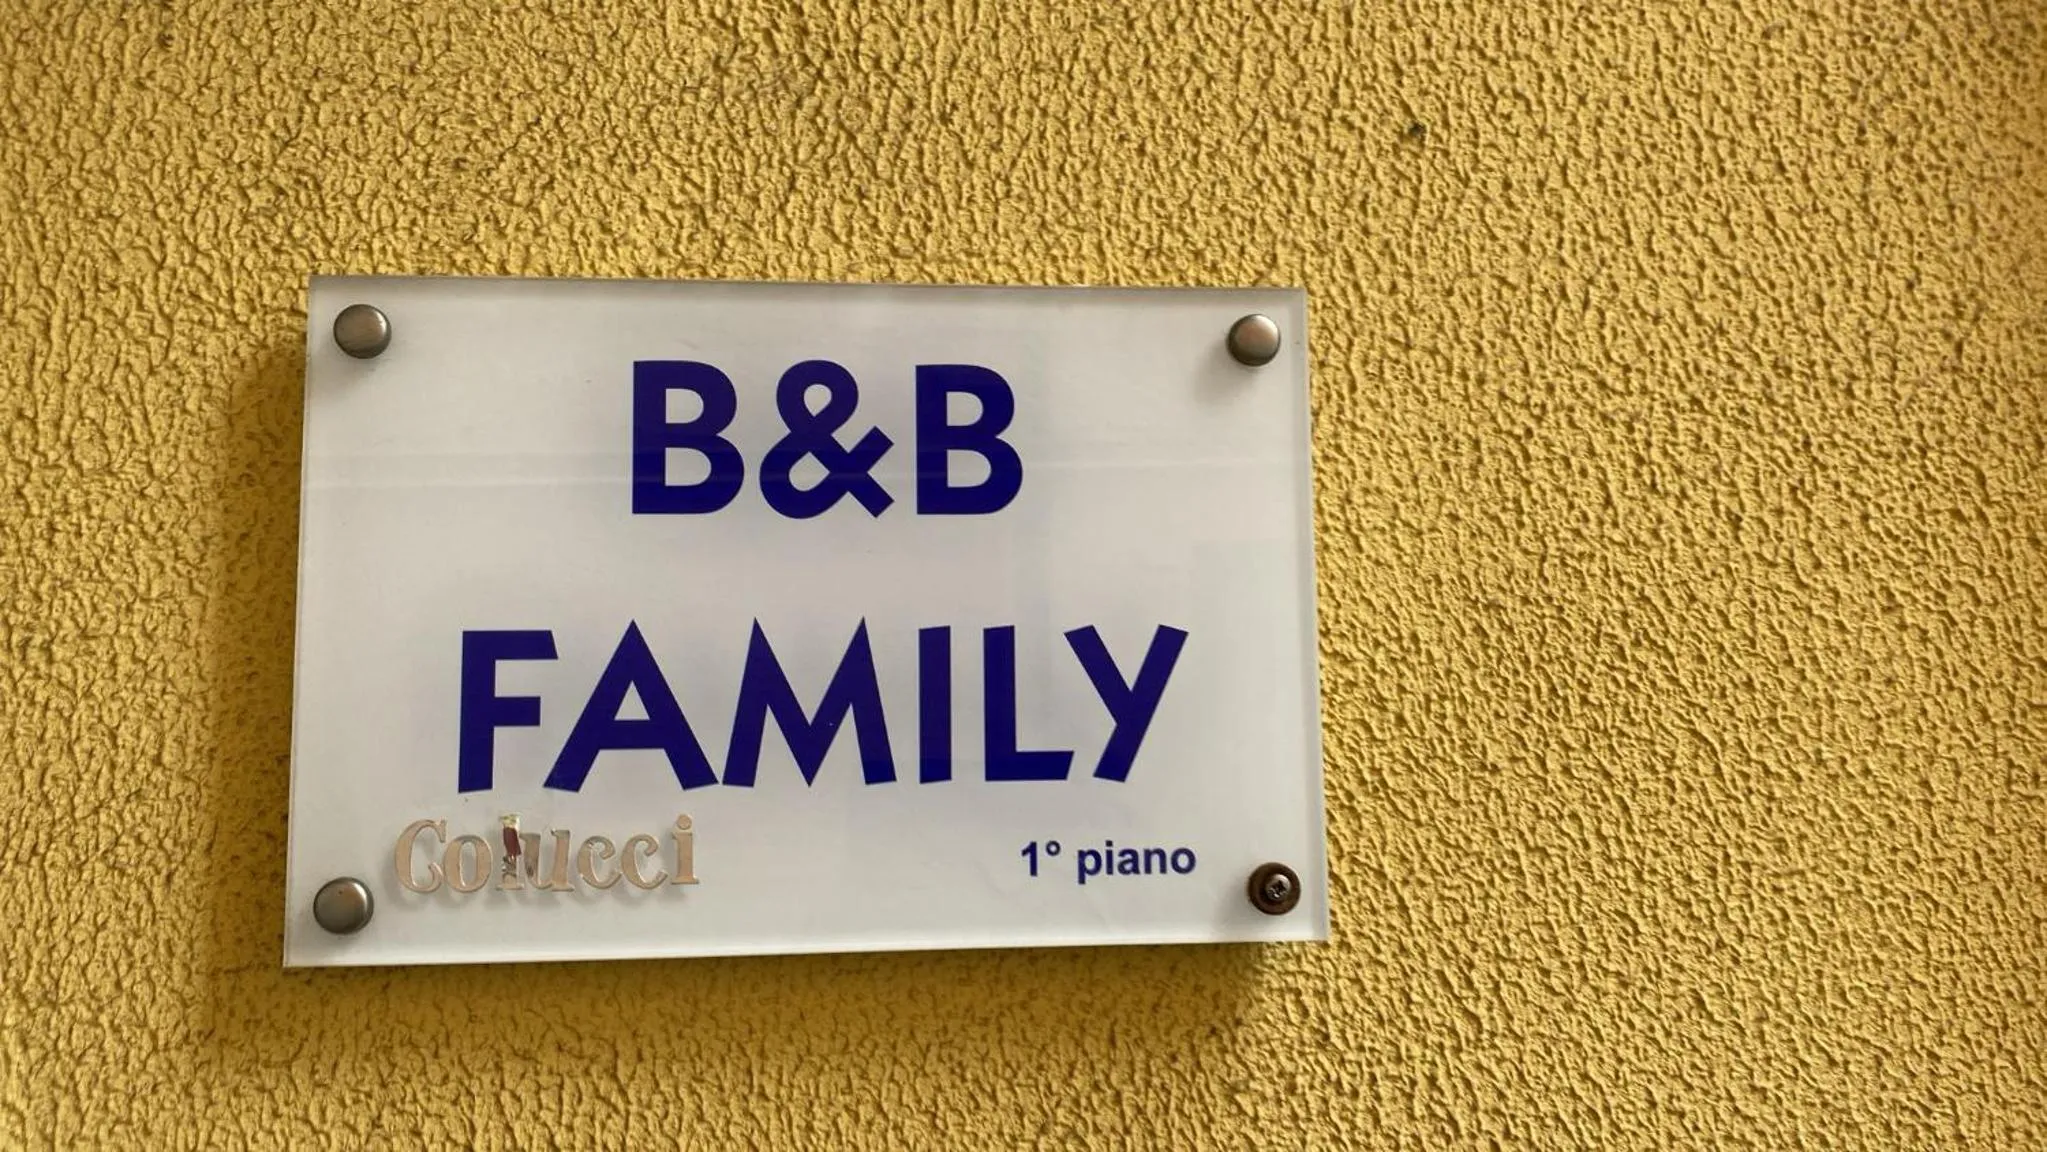 B&B
FAMILY
Colucci
1° piano